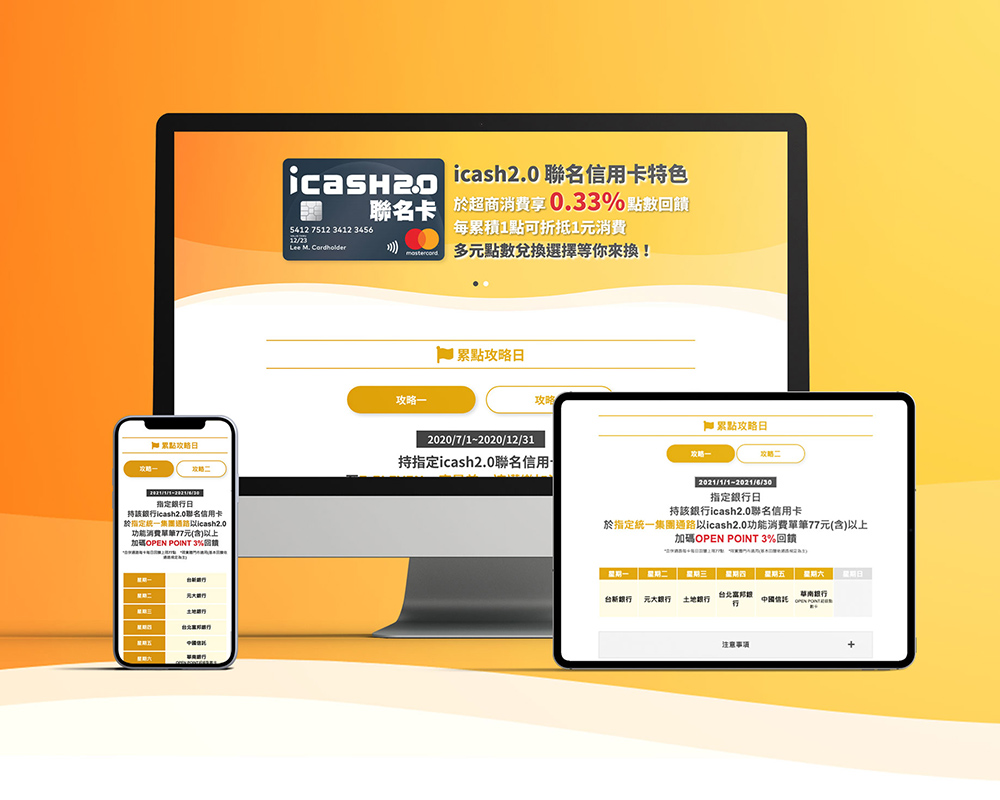 icash2.0
聯名卡
5412 7512 3412 3456
VALID THRU
12/23
Lee M. Cardholder
mastercard
icash2.0 聯名信用卡特色
於超商消費享0.33%點數回饋
每累積1點可折抵1元消費
多元點數兌換選擇等你來換！
累點攻略日
攻略一
攻略
2020/7/1~2020/12/31
持指定icash2.0聯名信用
累點攻略日
攻略一 攻略二
2021/1/1~2021/6/30
指定銀行日
持該銀行icash2.0聯名信用卡
於指定統一集團通路以icash2.0
功能消費單筆77元(含)以上
加碼OPEN POINT 3%回饋
星期一 台新銀行
星期二 元大銀行
星期三 土地銀行
星期四 台北富邦銀行
星期五 中國信託
星期六 華南銀行
累點攻略日
攻略一 攻略二
2021/1/1~2021/6/30
指定銀行日
持該銀行icash2.0聯名信用卡
於指定統一集團通路以icash2.0功能消費單筆77元(含)以上
加碼OPEN POINT 3%回饋
星期一 星期二 星期三 星期四 星期五 星期六 星期日
台新銀行 元大銀行 土地銀行 台北富邦銀行 中國信託 華南銀行
注意事項 +